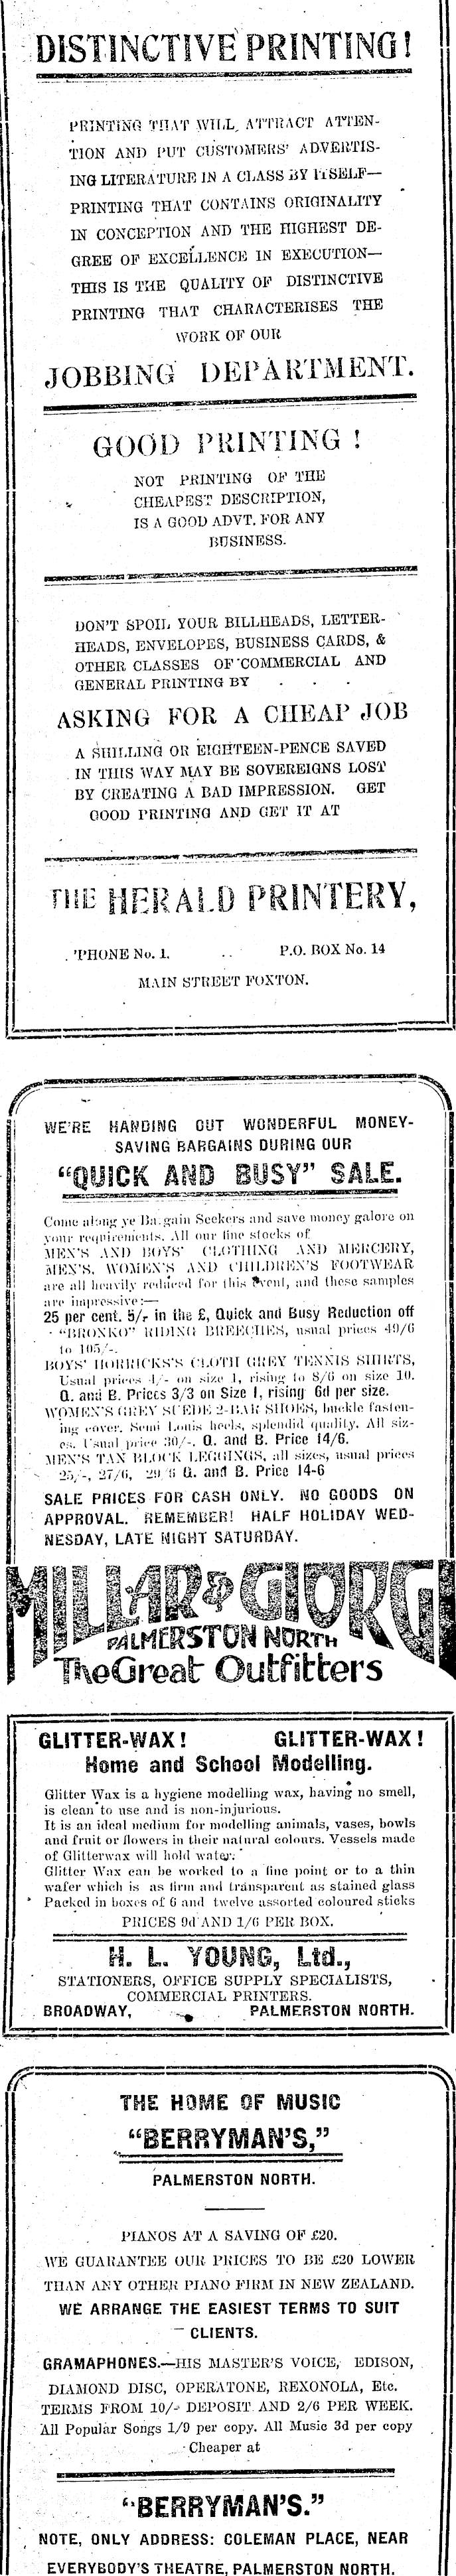 DISTINCTIVE PRINTING!
PRINTING THAT WILL ATTRACT ATTEN-
TION AND PUT CUSTOMERS' ADVERTIS-
ING LITERATURE IN A CLASS BY ITSELF—
PRINTING THAT CONTAINS ORIGINALITY
IN CONCEPTION AND THE HIGHEST DE-
GREE OF EXCELLENCE IN EXECUTION—
THIS IS THE QUALITY OF DISTINCTIVE
PRINTING THAT CHARACTERISES THE
WORK OF OUR
JOBBING DEPARTMENT.
GOOD PRINTING!
NOT PRINTING OF THE
CHEAPEST DESCRIPTION,
IS A GOOD ADVT. FOR ANY
BUSINESS.
DON'T SPOIL YOUR BILLHEADS, LETTER-
HEADS, ENVELOPES, BUSINESS CARDS, &
OTHER CLASSES OF COMMERCIAL AND
GENERAL PRINTING BY . . .
ASKING FOR A CHEAP JOB
A SHILLING OR EIGHTEEN-PENCE SAVED
IN THIS WAY MAY BE SOVEREIGNS LOST
BY CREATING A BAD IMPRESSION. GET
GOOD PRINTING AND GET IT AT
THE HERALD PRINTERY,
'PHONE No. 1. .. P.O. BOX No. 14
MAIN STREET FOXTON.
WE'RE HANDING OUT WONDERFUL MONEY-
SAVING BARGAINS DURING OUR
"QUICK AND BUSY" SALE.
Come along ye Bargain Seekers and save money galore on
your requirements. All our fine stocks of
MEN'S AND BOYS' CLOTHING AND MERCERY,
MEN'S, WOMEN'S AND CHILDREN'S FOOTWEAR
are all heavily reduced for this Event, and these samples
are impressive:—
25 per cent. 5/- in the £, Quick and Busy Reduction off
"BRONKO" RIDING BREECHES, usual prices 49/6
to 105/-.
BOYS' HORRICKS'S CLOTH GREY TENNIS SHIRTS,
Usual prices 4/- on size 1, rising to 8/6 on size 10.
Q. and B. Prices 3/3 on Size 1, rising 6d per size.
WOMEN'S GREY SUEDE 2-BAR SHOES, buckle fasten-
ing cover. Semi Louis heels, splendid quality. All siz-
es. Usual price 30/-. Q. and B. Price 14/6.
MEN'S TAN BLOCK LEGGINGS, all sizes, usual prices
25/-, 27/6, 29/6 Q. and B. Price 14-6
SALE PRICES FOR CASH ONLY. NO GOODS ON
APPROVAL. REMEMBER! HALF HOLIDAY WED-
NESDAY, LATE NIGHT SATURDAY.
MILLAR & GIORGI
PALMERSTON NORTH
The Great Outfitters
GLITTER-WAX! GLITTER-WAX!
Home and School Modelling.
Glitter Wax is a hygiene modelling wax, having no smell,
is clean to use and is non-injurious.
It is an ideal medium for modelling animals, vases, bowls
and fruit or flowers in their natural colours. Vessels made
of Glitterwax will hold water.
Glitter Wax can be worked to a fine point or to a thin
wafer which is as firm and transparent as stained glass
Packed in boxes of 6 and twelve assorted coloured sticks
PRICES 9d AND 1/6 PER BOX.
H. L. YOUNG, Ltd.,
STATIONERS, OFFICE SUPPLY SPECIALISTS,
COMMERCIAL PRINTERS.
BROADWAY, PALMERSTON NORTH.
THE HOME OF MUSIC
"BERRYMAN'S,"
PALMERSTON NORTH.
PIANOS AT A SAVING OF £20.
WE GUARANTEE OUR PRICES TO BE £20 LOWER
THAN ANY OTHER PIANO FIRM IN NEW ZEALAND.
WE ARRANGE THE EASIEST TERMS TO SUIT
CLIENTS.
GRAMAPHONES.—HIS MASTER'S VOICE, EDISON,
DIAMOND DISC, OPERATONE, REXONOLA, Etc.
TERMS FROM 10/- DEPOSIT AND 2/6 PER WEEK.
All Popular Songs 1/9 per copy. All Music 3d per copy
Cheaper at
"BERRYMAN'S."
NOTE, ONLY ADDRESS: COLEMAN PLACE, NEAR
EVERYBODY'S THEATRE, PALMERSTON NORTH.